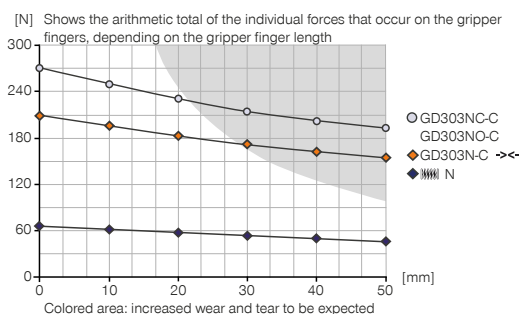 [N] Shows the arithmetic total of the individual forces that occur on the gripper
fingers, depending on the gripper finger length
300
240
180
120
60
0
0 10 20 30 40 50 [mm]
Colored area: increased wear and tear to be expected
GD303NC-C
GD303NO-C
GD303N-C
N